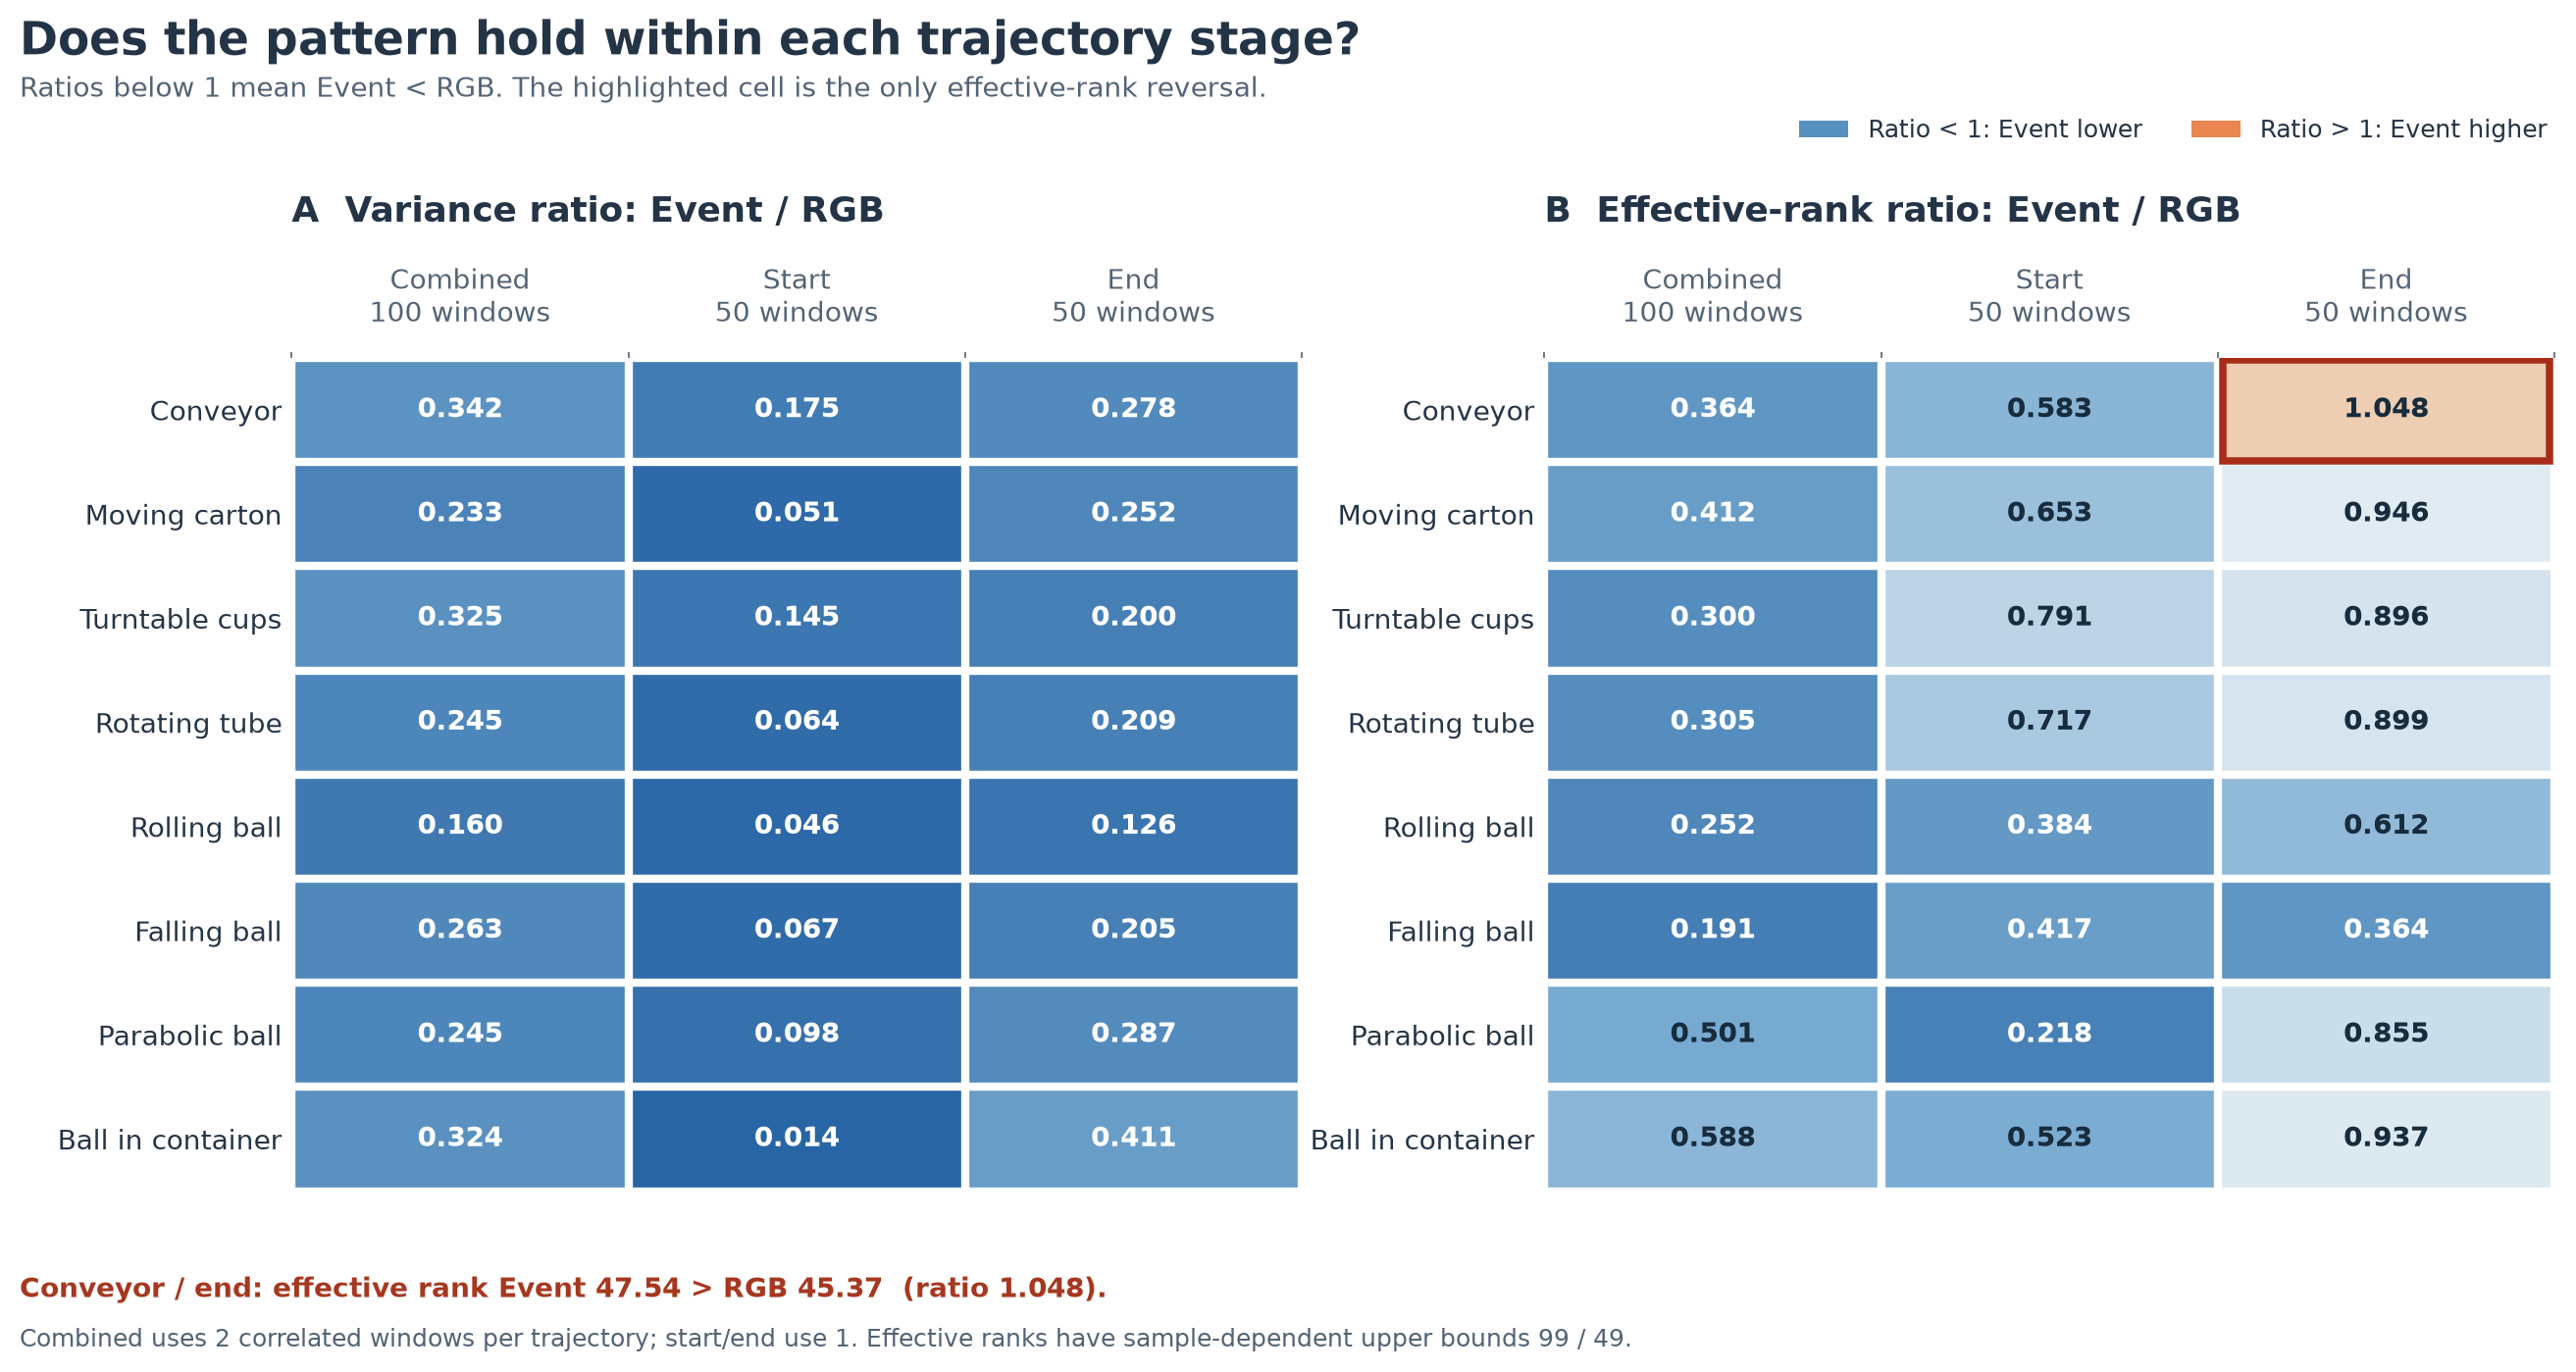 Does the pattern hold within each trajectory stage?
Ratios below 1 mean Event < RGB. The highlighted cell is the only effective-rank reversal.
Ratio < 1: Event lower
Ratio > 1: Event higher
A Variance ratio: Event / RGB
Combined Start End
100 windows 50 windows 50 windows
Conveyor 0.342 0.175 0.278
Moving carton 0.233 0.051 0.252
Turntable cups 0.325 0.145 0.200
Rotating tube 0.245 0.064 0.209
Rolling ball 0.160 0.046 0.126
Falling ball 0.263 0.067 0.205
Parabolic ball 0.245 0.098 0.287
Ball in container 0.324 0.014 0.411
B Effective-rank ratio: Event / RGB
Combined Start End
100 windows 50 windows 50 windows
Conveyor 0.364 0.583 1.048
Moving carton 0.412 0.653 0.946
Turntable cups 0.300 0.791 0.896
Rotating tube 0.305 0.717 0.899
Rolling ball 0.252 0.384 0.612
Falling ball 0.191 0.417 0.364
Parabolic ball 0.501 0.218 0.855
Ball in container 0.588 0.523 0.937
Conveyor / end: effective rank Event 47.54 > RGB 45.37 (ratio 1.048).
Combined uses 2 correlated windows per trajectory; start/end use 1. Effective ranks have sample-dependent upper bounds 99 / 49.